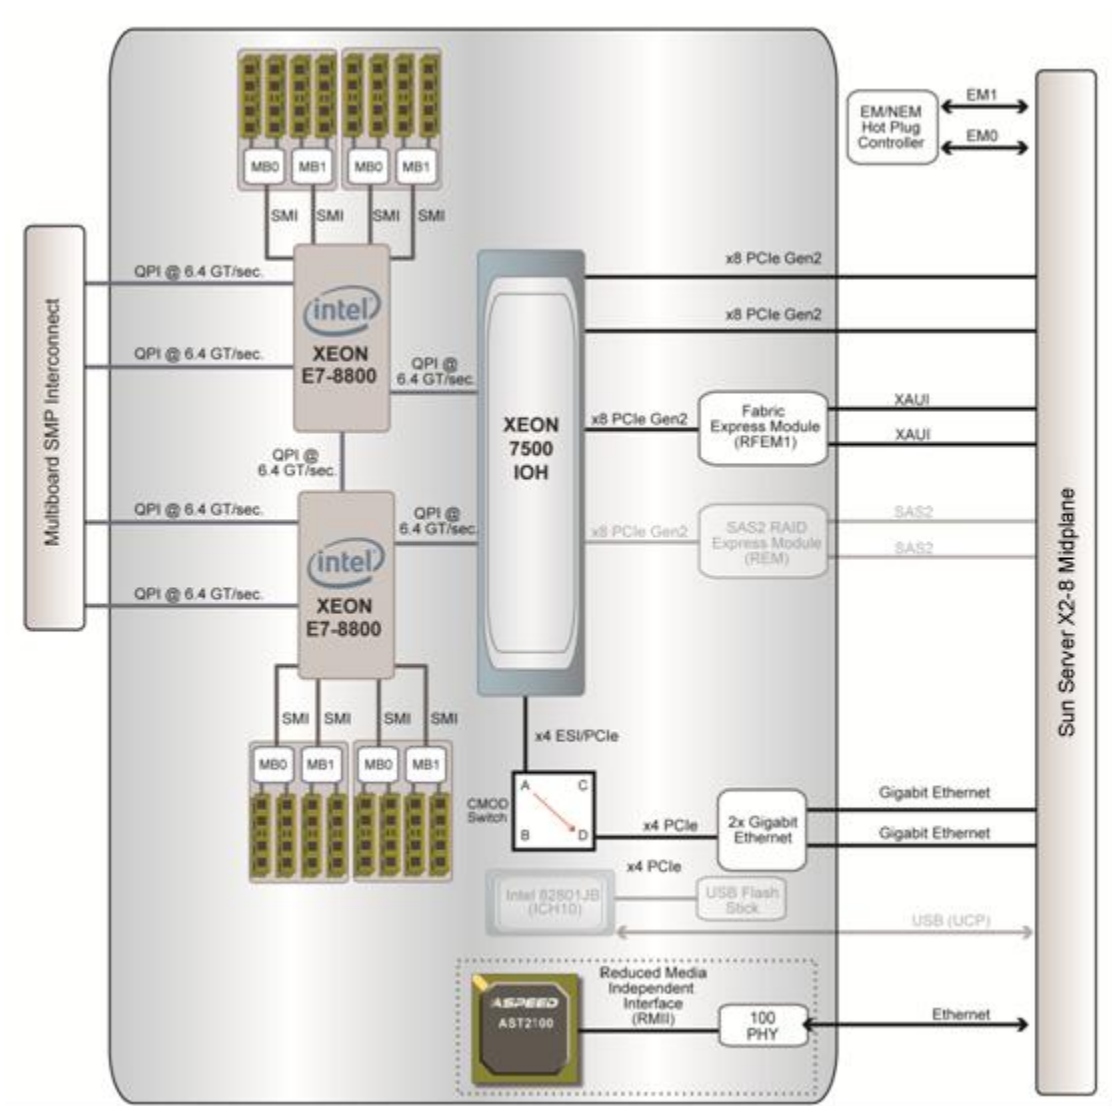 EM/NEM
Hot Plug
Controller
EM1
EM0
MB0
MB1
MB0
MB1
SMI
SMI
SMI
SMI
Multiboard SMP Interconnect
QPI @ 6.4 GT/sec.
QPI @ 6.4 GT/sec.
intel
XEON
E7-8800
QPI @
6.4 GT/sec.
QPI @
6.4 GT/sec.
QPI @ 6.4 GT/sec.
QPI @ 6.4 GT/sec.
intel
XEON
E7-8800
QPI @
6.4 GT/sec.
SMI
SMI
SMI
SMI
MB0
MB1
MB0
MB1
XEON
7500
IOH
x8 PCIe Gen2
x8 PCIe Gen2
x8 PCIe Gen2
Fabric
Express Module
(RFEM1)
XAUI
XAUI
x8 PCIe Gen2
SAS2 RAID
Express Module
(REM)
SAS2
SAS2
Sun Server X2-8 Midplane
x4 ESI/PCIe
CMOD
Switch
A
C
B
D
x4 PCIe
2x Gigabit
Ethernet
Gigabit Ethernet
Gigabit Ethernet
x4 PCIe
Intel 82801JB
(ICH10)
USB Flash
Stick
USB (UCP)
ASPEED
AST2100
Reduced Media
Independent
Interface
(RMII)
100
PHY
Ethernet